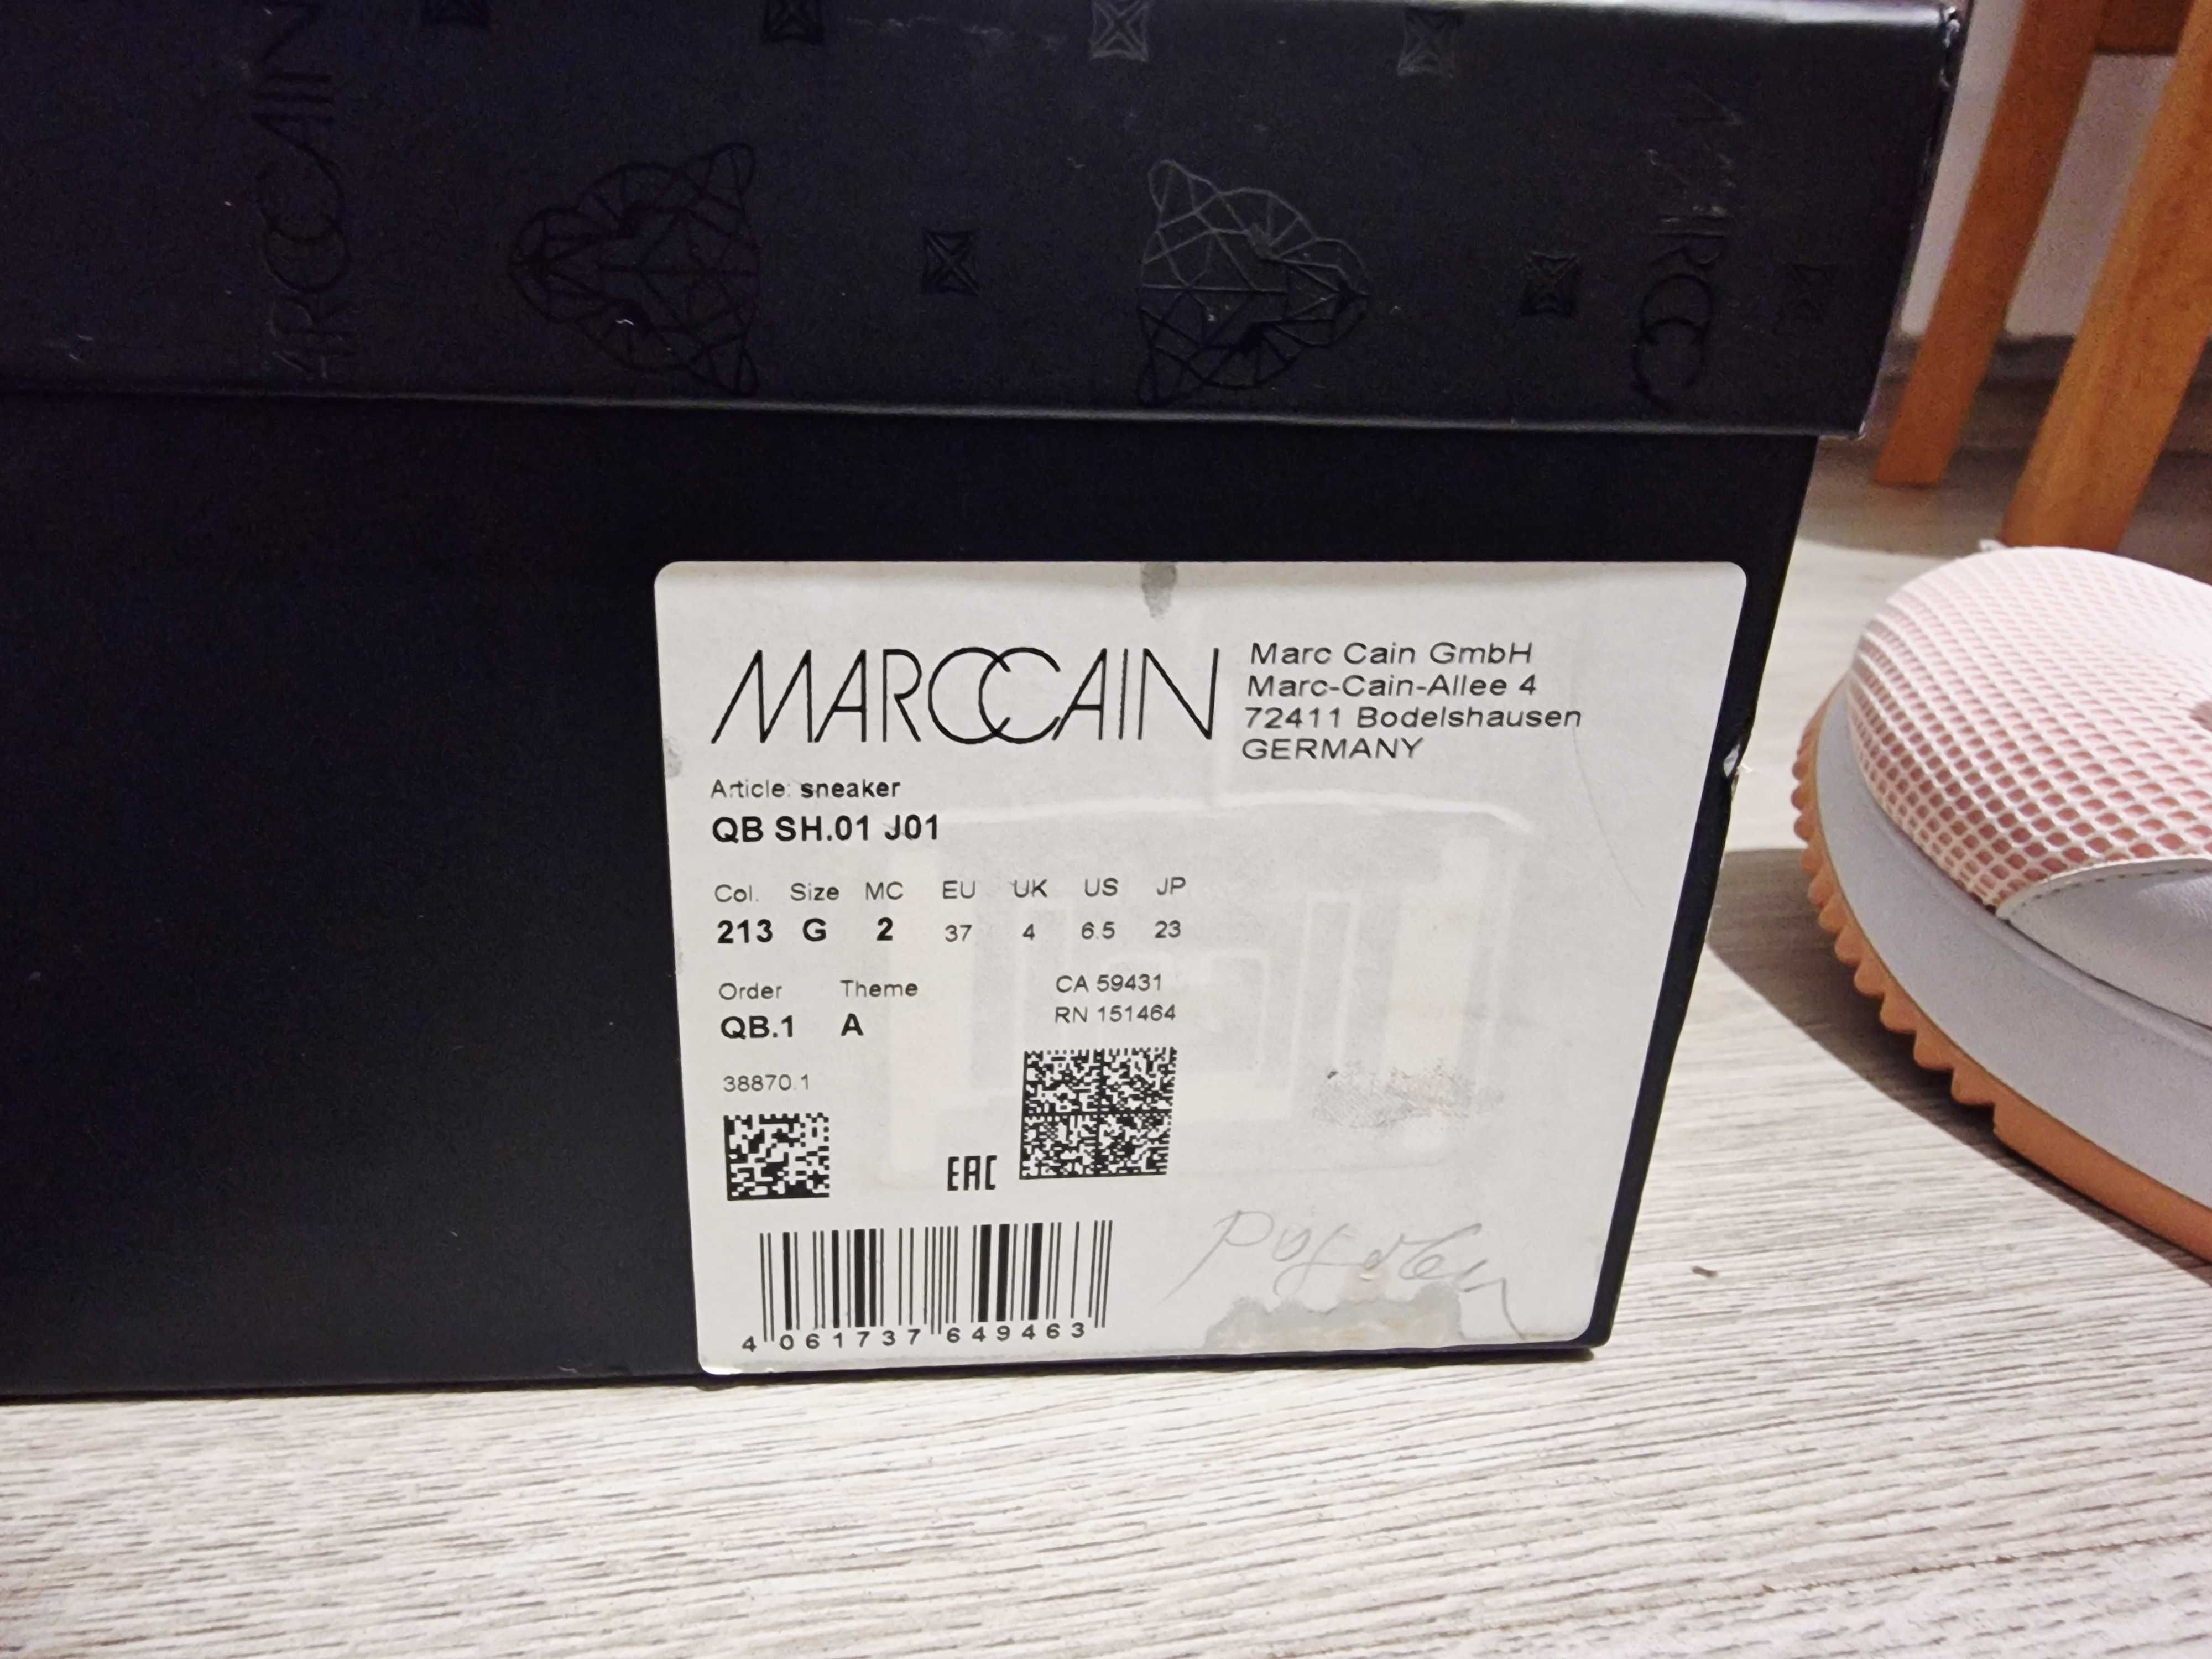 MARCCAIN
Marc Cain GmbH
Marc-Cain-Allee 4
72411 Bodelshausen
GERMANY
Article: sneaker
QB SH.01 J01
Col. Size MC EU UK US JP
213 G 2 37 4 6.5 23
Order Theme
QB.1 A
CA 59431
RN 151464
38870.1
EAC
4 061737 649463